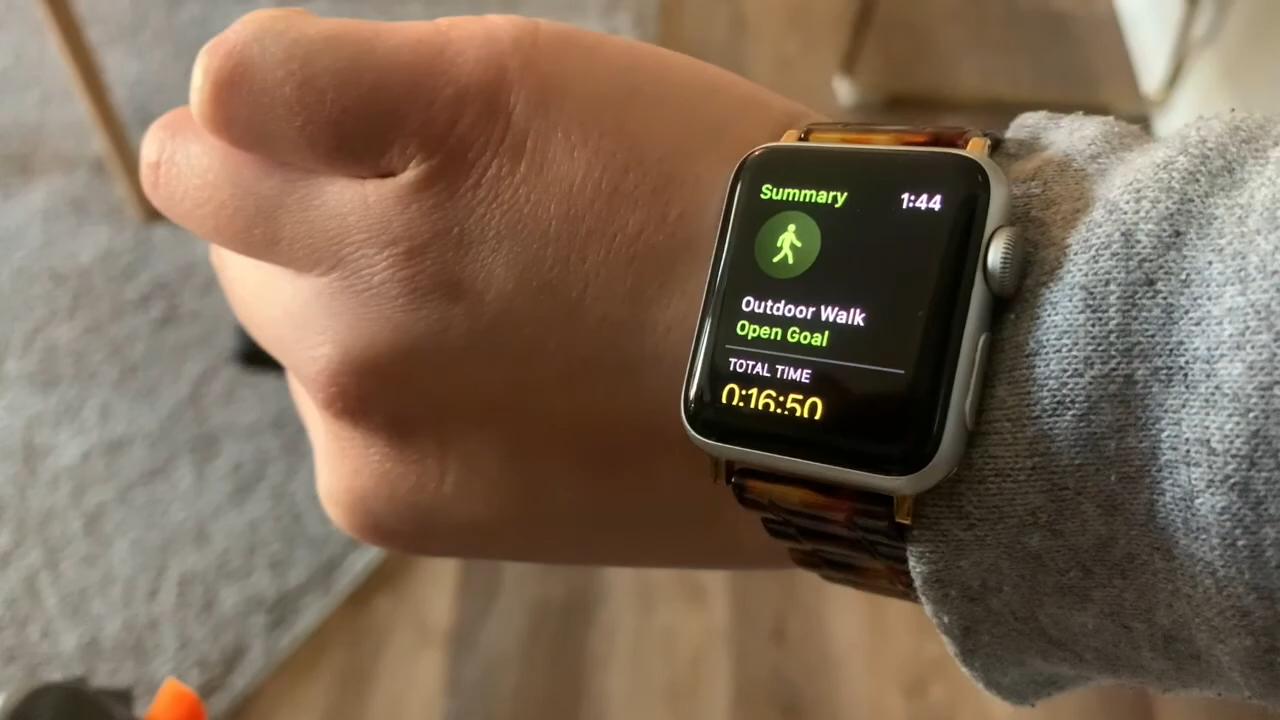 Summary 1:44
Outdoor Walk
Open Goal
TOTAL TIME
0:16:50